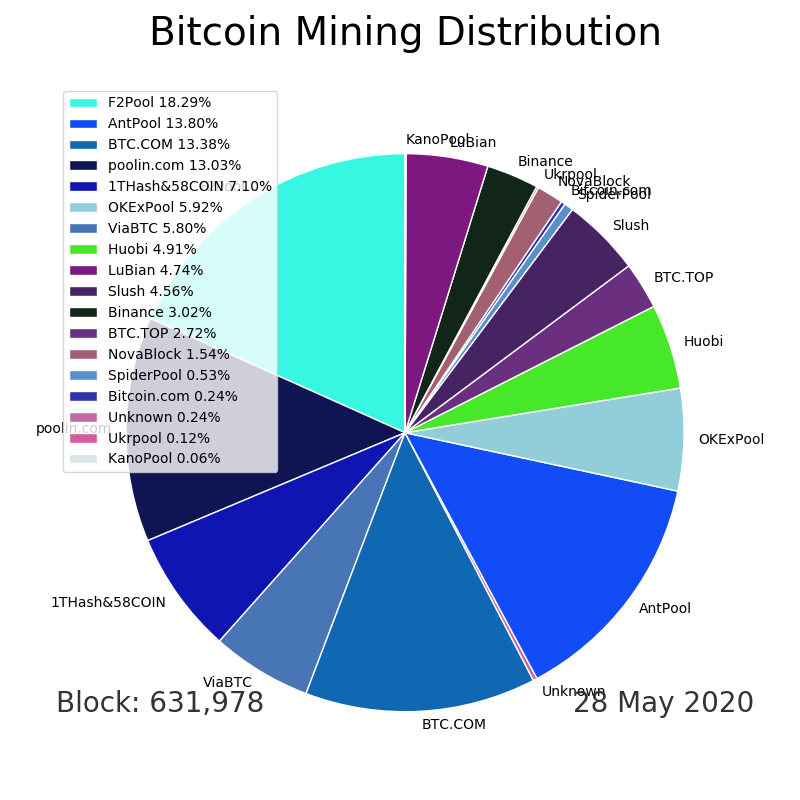 Bitcoin Mining Distribution
F2Pool 18.29%
AntPool 13.80%
BTC.COM 13.38%
poolin.com 13.03%
1THash&58COIN 7.10%
OKExPool 5.92%
ViaBTC 5.80%
Huobi 4.91%
LuBian 4.74%
Slush 4.56%
Binance 3.02%
BTC.TOP 2.72%
NovaBlock 1.54%
SpiderPool 0.53%
Bitcoin.com 0.24%
Unknown 0.24%
Ukrpool 0.12%
KanoPool 0.06%
KanoPool
LuBian
Binance
Ukrpool
NovaBlock
Bitcoin.com
SpiderPool
Slush
BTC.TOP
Huobi
OKExPool
AntPool
Unknown
BTC.COM
ViaBTC
1THash&58COIN
poolin.com
Block: 631,978
28 May 2020